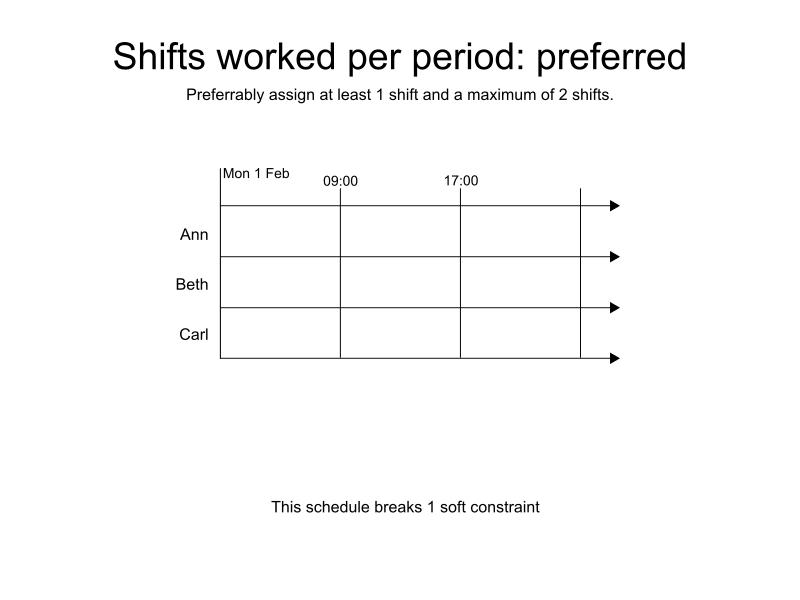 Shifts worked per period: preferred
Preferrably assign at least 1 shift and a maximum of 2 shifts.
Mon 1 Feb
09:00
17:00
Ann
Beth
Carl
This schedule breaks 1 soft constraint